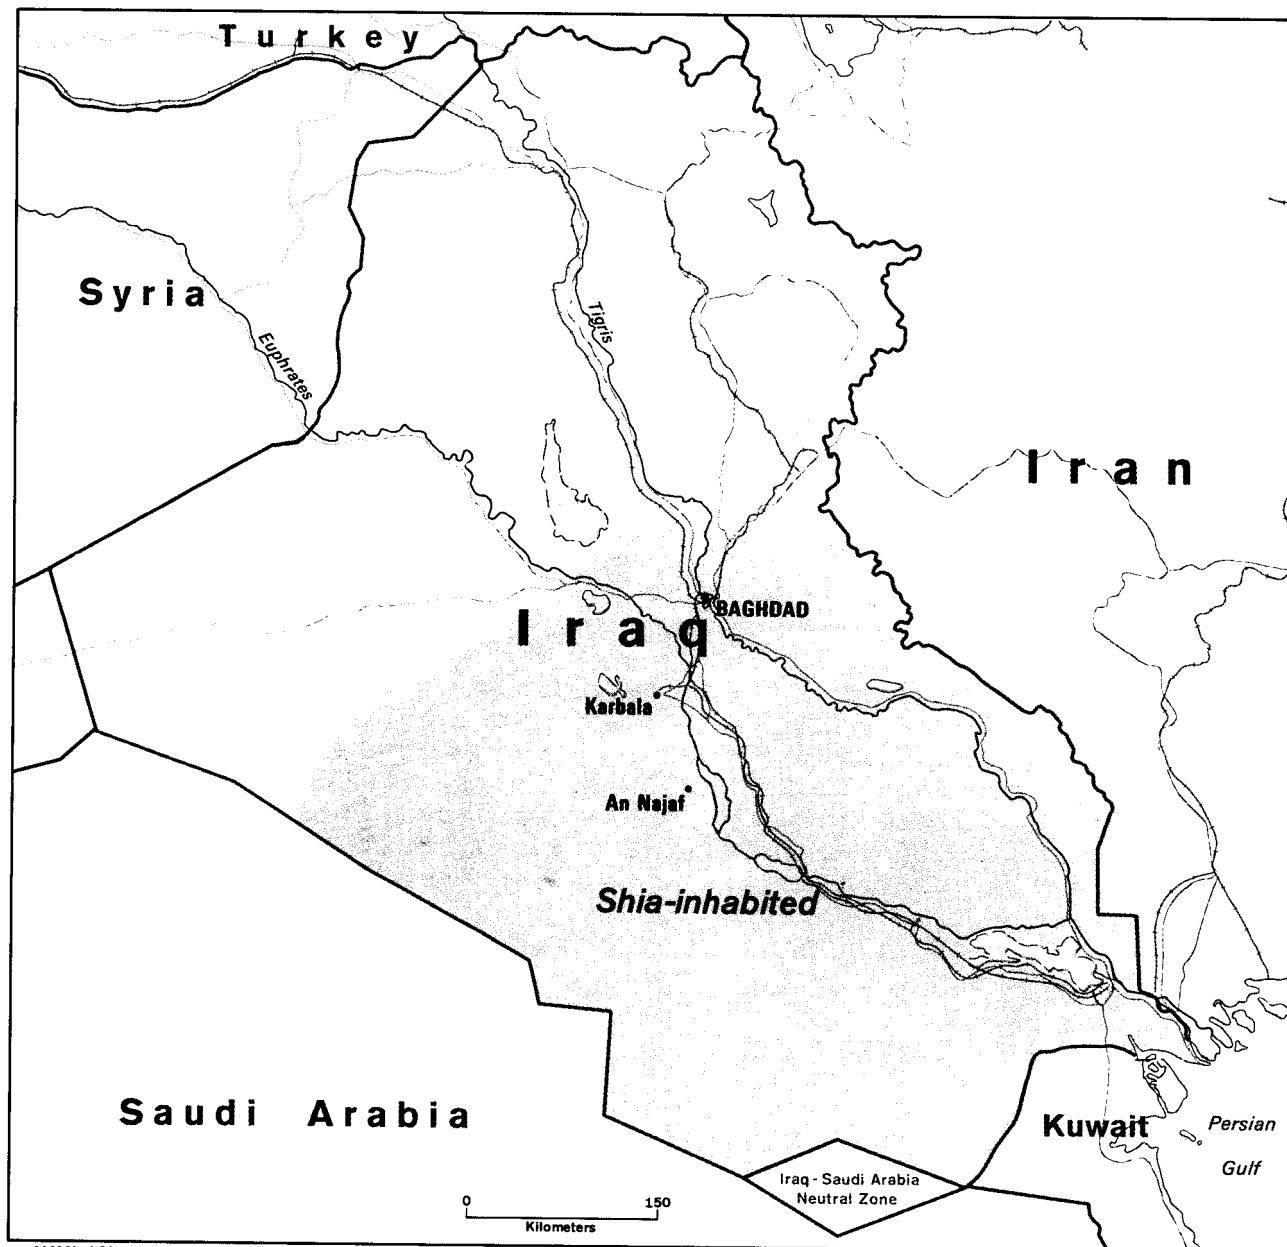 Turkey
Syria
Euphrates
Tigris
Iran
BAGHDAD
Iraq
Karbala
An Najaf
Shia-inhabited
Saudi Arabia
Kuwait
Persian
Gulf
Iraq - Saudi Arabia
Neutral Zone
0 150
Kilometers